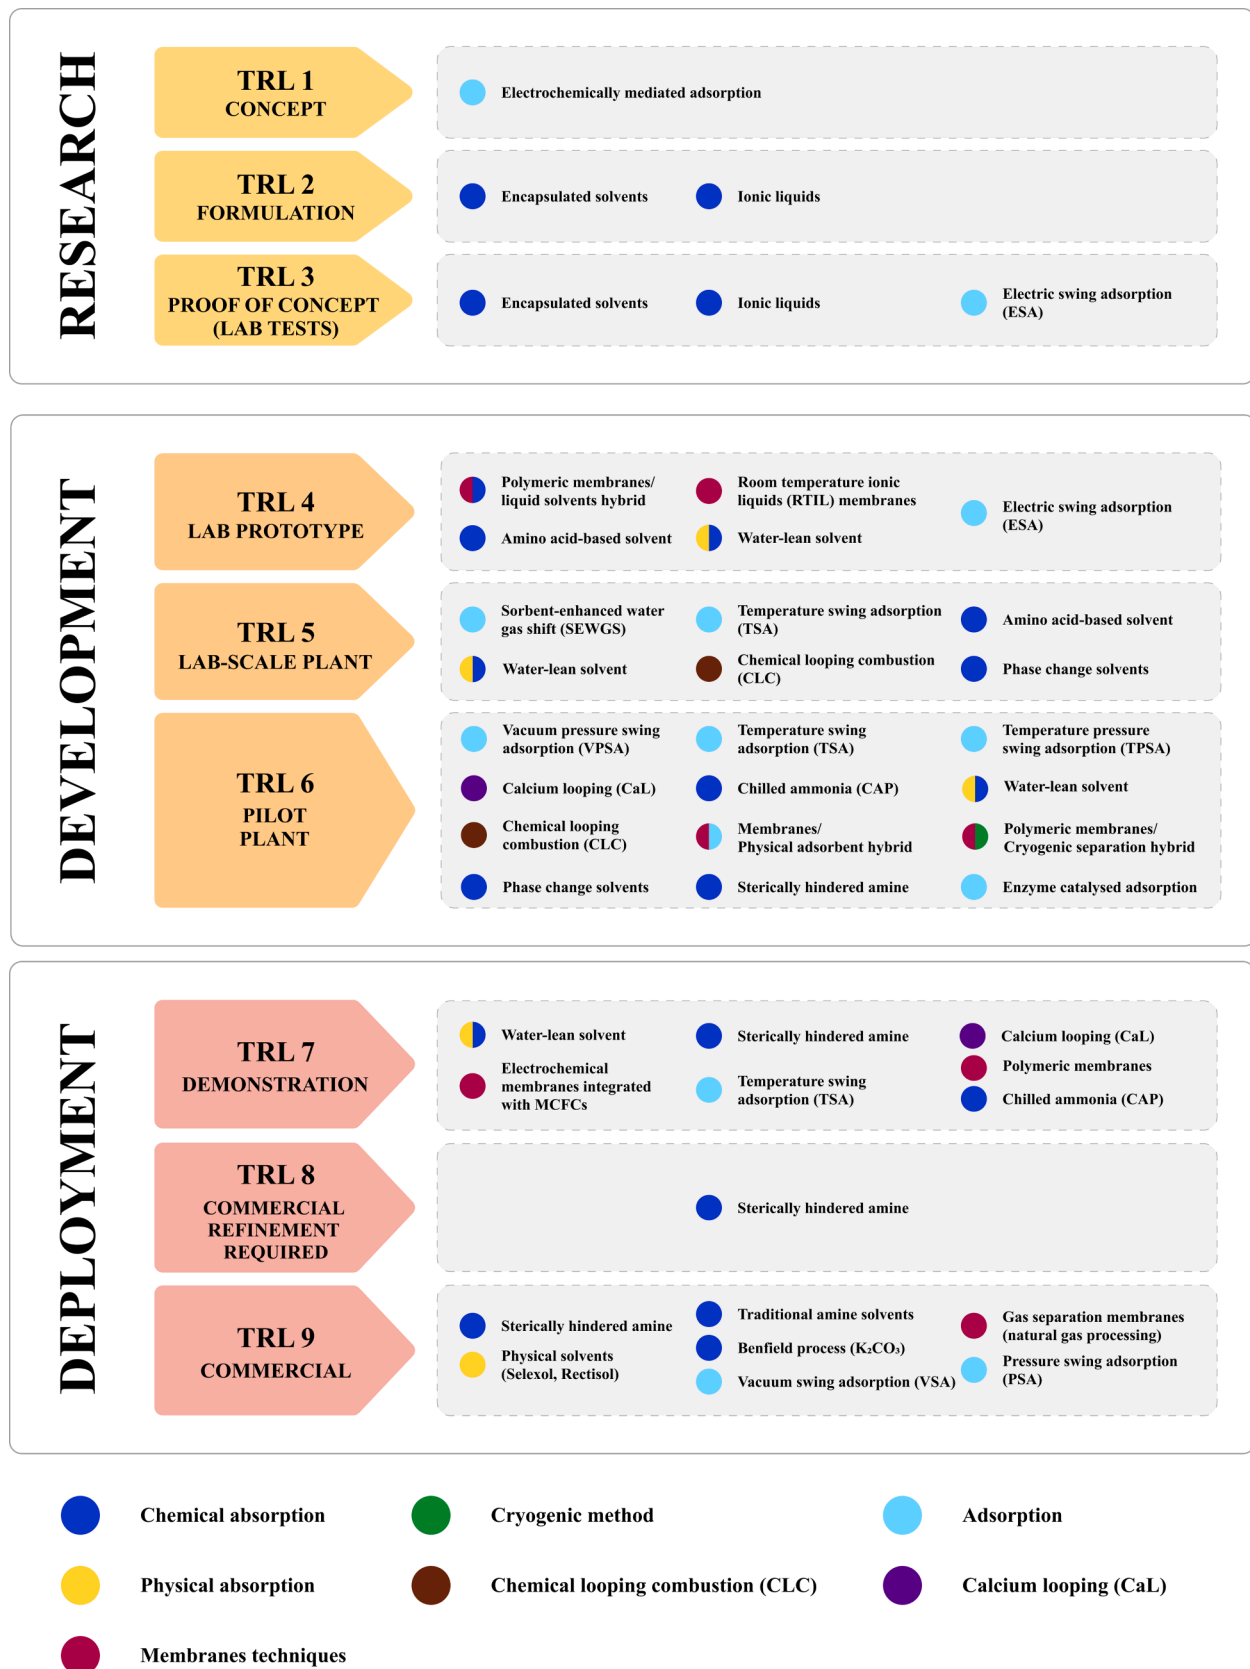 RESEARCH
TRL 1
CONCEPT
Electrochemically mediated adsorption
TRL 2
FORMULATION
Encapsulated solvents
Ionic liquids
TRL 3
PROOF OF CONCEPT
(LAB TESTS)
Encapsulated solvents
Ionic liquids
Electric swing adsorption
(ESA)
DEVELOPMENT
TRL 4
LAB PROTOTYPE
Polymeric membranes/
liquid solvents hybrid
Room temperature ionic
liquids (RTIL) membranes
Electric swing adsorption
(ESA)
Amino acid-based solvent
Water-lean solvent
TRL 5
LAB-SCALE PLANT
Sorbent-enhanced water
gas shift (SEWGS)
Temperature swing adsorption
(TSA)
Amino acid-based solvent
Water-lean solvent
Chemical looping combustion
(CLC)
Phase change solvents
TRL 6
PILOT
PLANT
Vacuum pressure swing
adsorption (VPSA)
Temperature swing
adsorption (TSA)
Temperature pressure
swing adsorption (TPSA)
Calcium looping (CaL)
Chilled ammonia (CAP)
Water-lean solvent
Chemical looping
combustion (CLC)
Membranes/
Physical adsorbent hybrid
Polymeric membranes/
Cryogenic separation hybrid
Phase change solvents
Sterically hindered amine
Enzyme catalysed adsorption
DEPLOYMENT
TRL 7
DEMONSTRATION
Water-lean solvent
Electrochemical
membranes integrated
with MCFCs
Sterically hindered amine
Temperature swing
adsorption (TSA)
Calcium looping (CaL)
Polymeric membranes
Chilled ammonia (CAP)
TRL 8
COMMERCIAL
REFINEMENT
REQUIRED
Sterically hindered amine
TRL 9
COMMERCIAL
Sterically hindered amine
Physical solvents
(Selexol, Rectisol)
Traditional amine solvents
Benfield process (K₂CO₃)
Vacuum swing adsorption (VSA)
Gas separation membranes
(natural gas processing)
Pressure swing adsorption
(PSA)
Chemical absorption
Cryogenic method
Adsorption
Physical absorption
Chemical looping combustion (CLC)
Calcium looping (CaL)
Membranes techniques